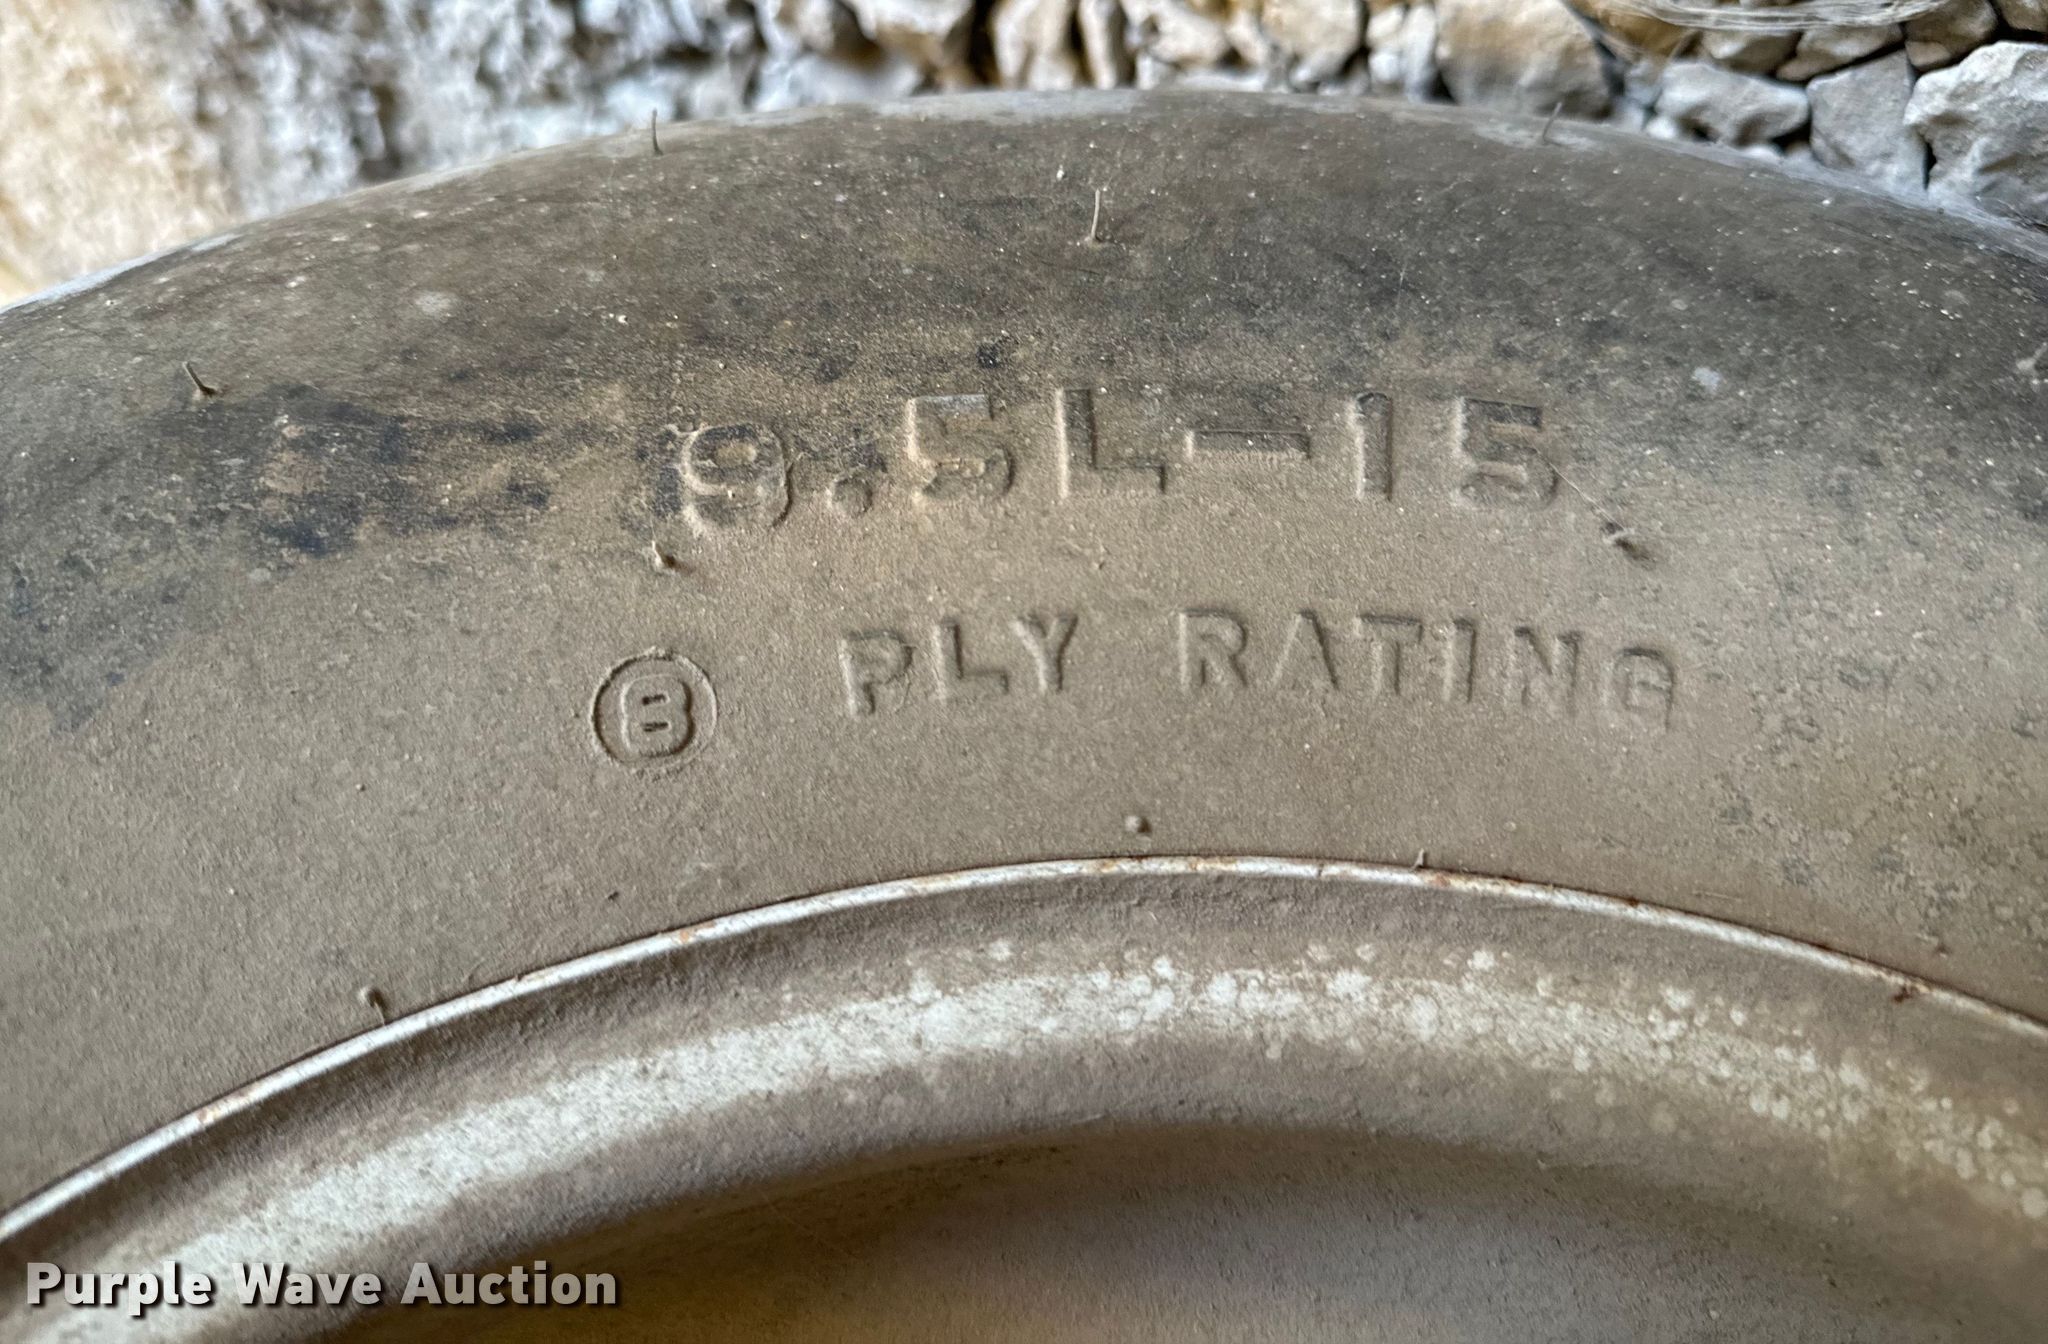 9.5L-15
8 PLY RATING
Purple Wave Auction